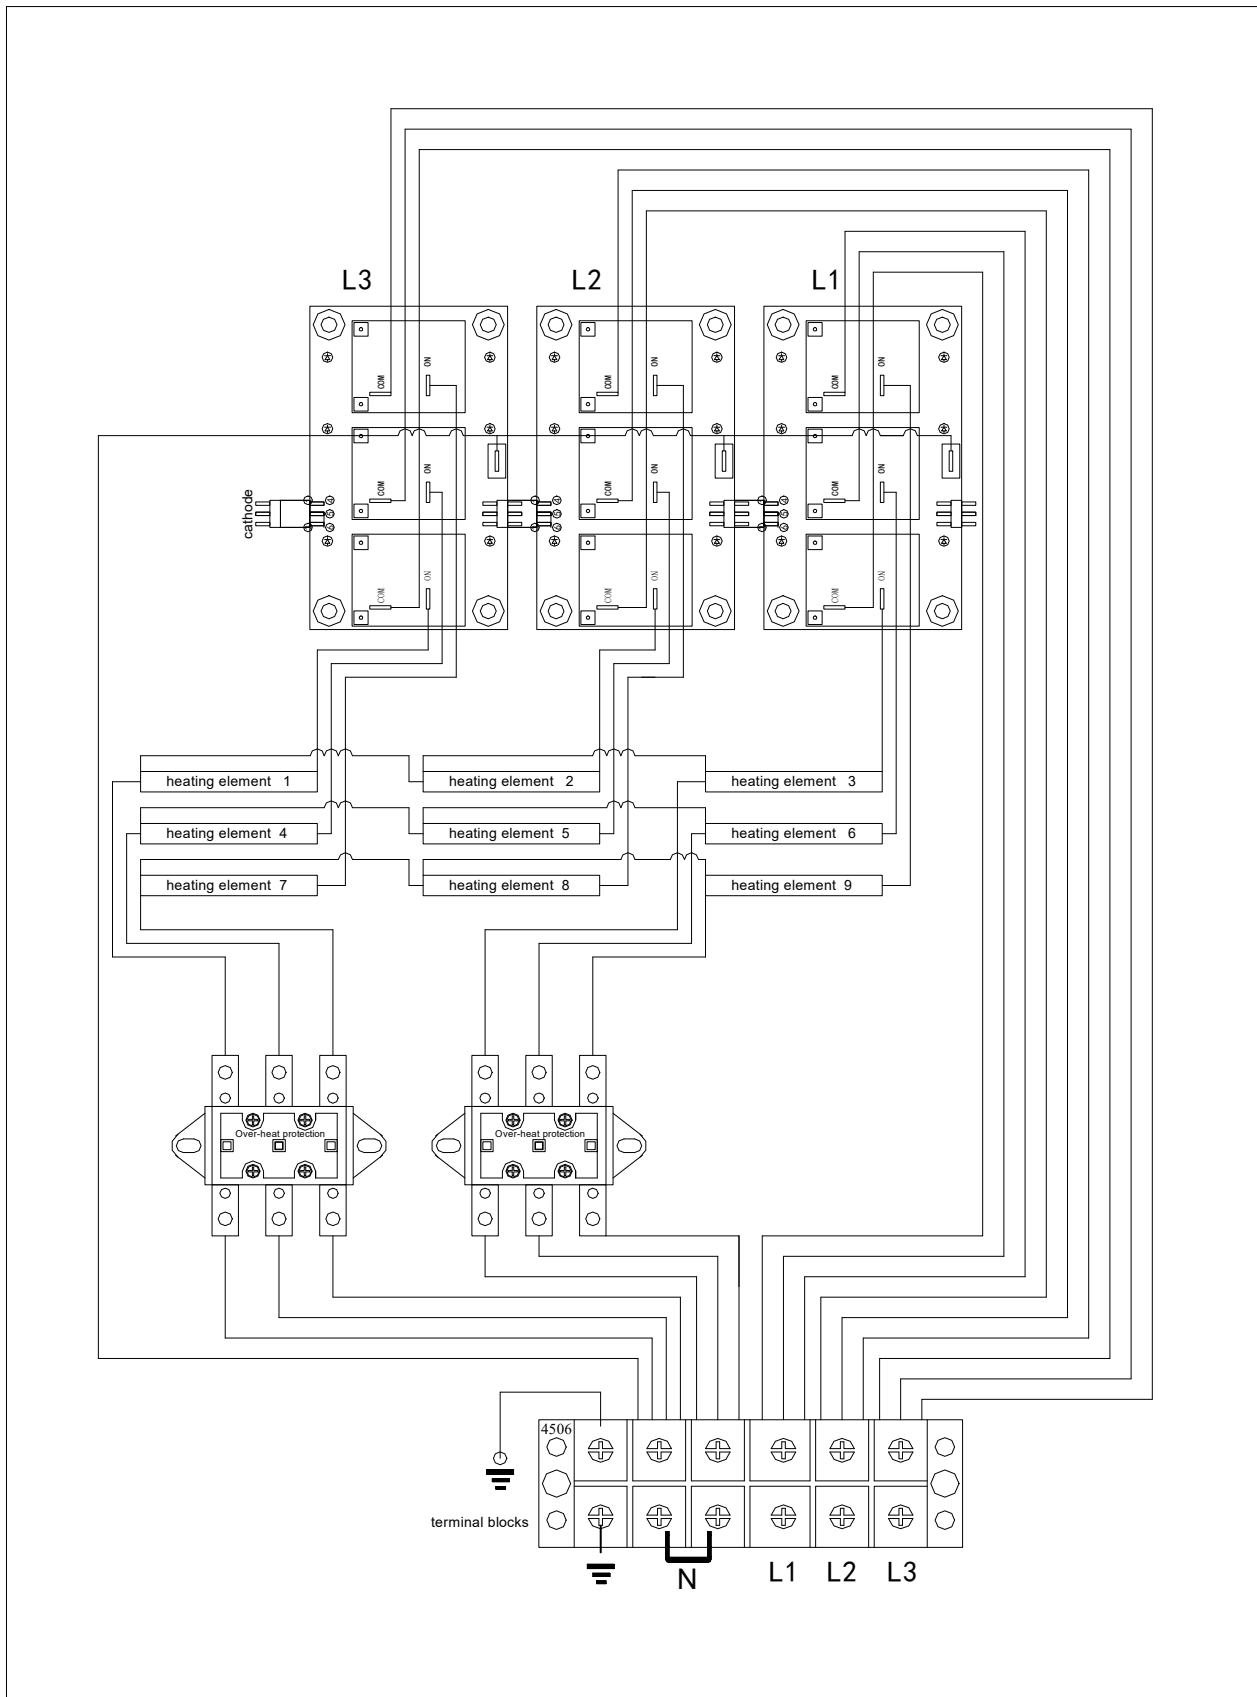 L3 L2 L1
COM ON COM ON COM ON
COM ON COM ON COM ON
cathode
COM ON COM ON COM ON
heating element 1 heating element 2 heating element 3
heating element 4 heating element 5 heating element 6
heating element 7 heating element 8 heating element 9
Over-heat protection Over-heat protection
4506
terminal blocks
N L1 L2 L3